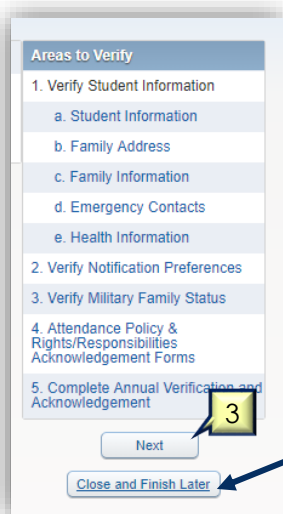 Areas to Verify
1. Verify Student Information
a. Student Information
b. Family Address
c. Family Information
d. Emergency Contacts
e. Health Information
2. Verify Notification Preferences
3. Verify Military Family Status
4. Attendance Policy &
Rights/Responsibilities
Acknowledgement Forms
5. Complete Annual Verification and
Acknowledgement
3
Next
Close and Finish Later